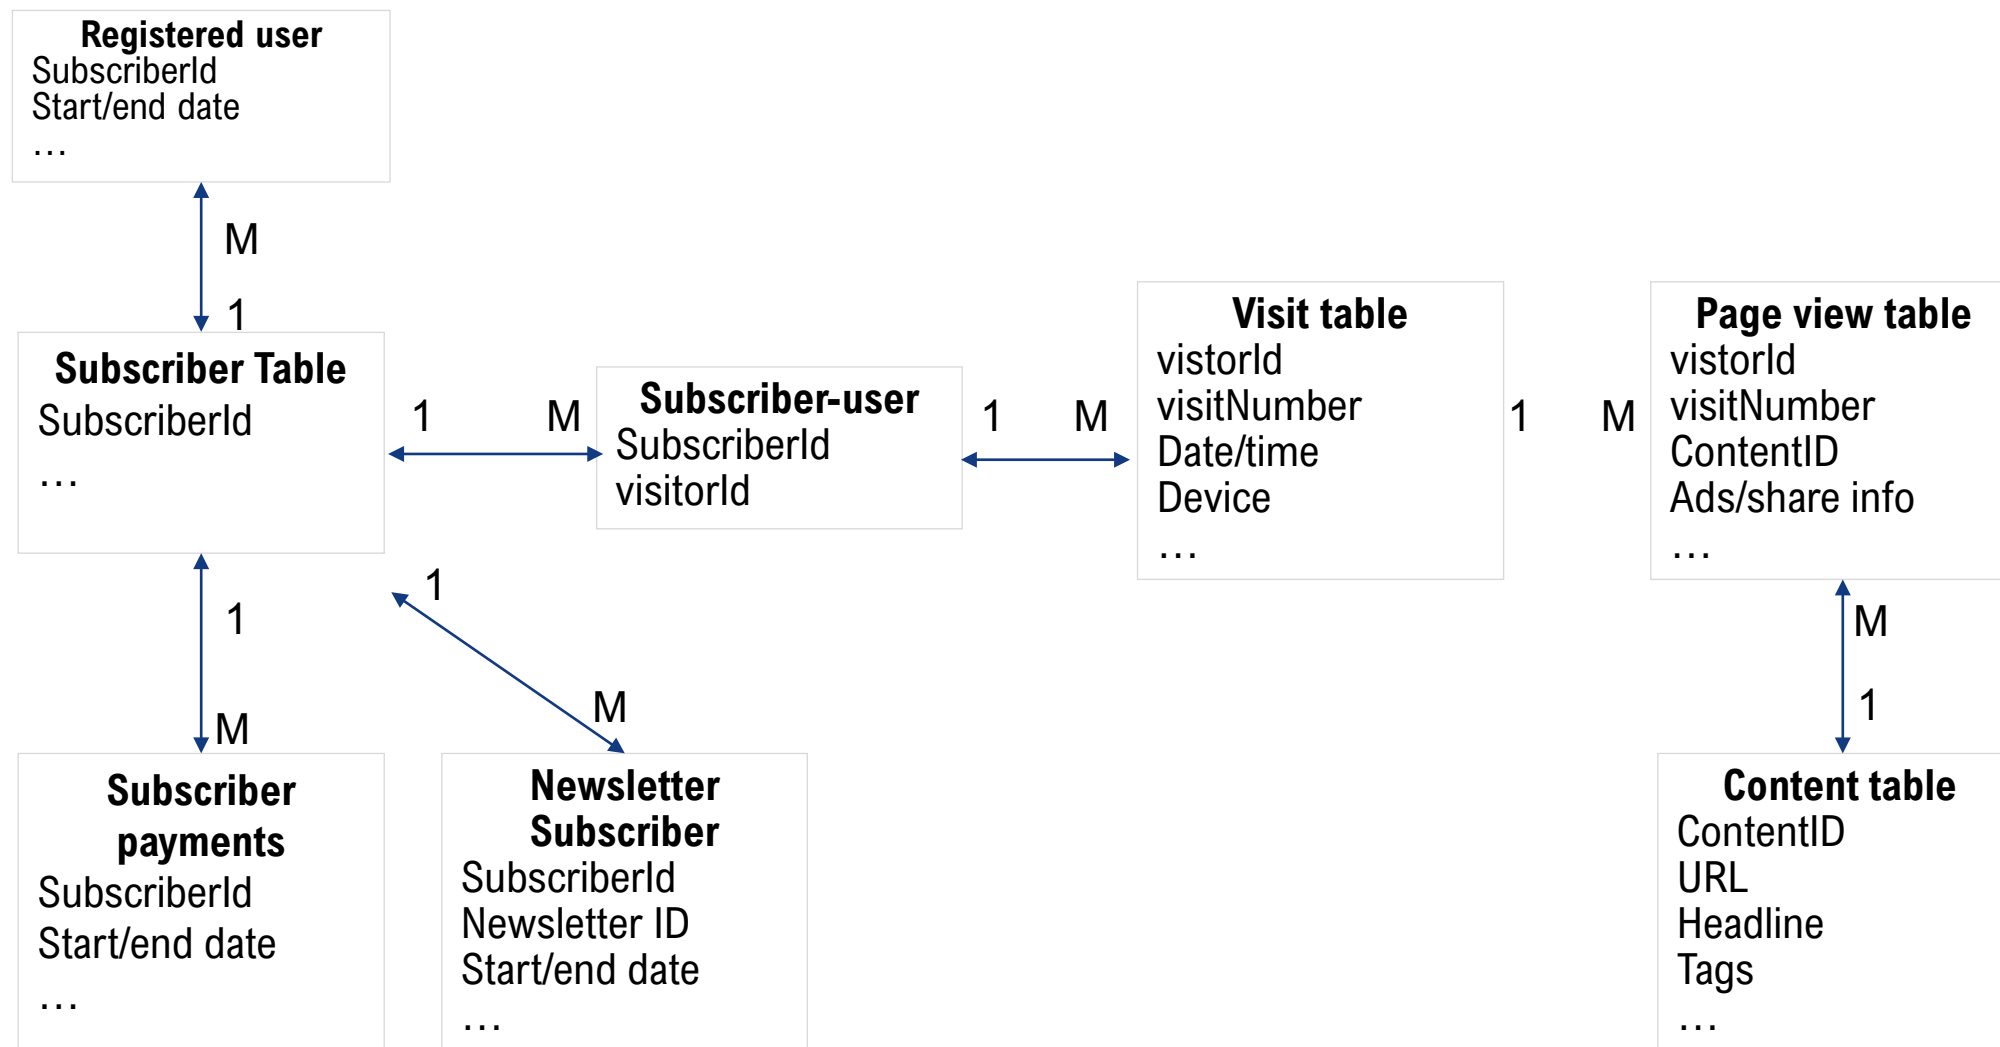 Registered user
SubscriberId
Start/end date
…
M
1
Subscriber Table
SubscriberId
…
1 M
Subscriber-user
SubscriberId
visitorId
1 M
Visit table
vistorId
visitNumber
Date/time
Device
…
1 M
Page view table
vistorId
visitNumber
ContentID
Ads/share info
…
1
M
Subscriber
payments
SubscriberId
Start/end date
…
1
M
Newsletter
Subscriber
SubscriberId
Newsletter ID
Start/end date
…
M
1
Content table
ContentID
URL
Headline
Tags
…